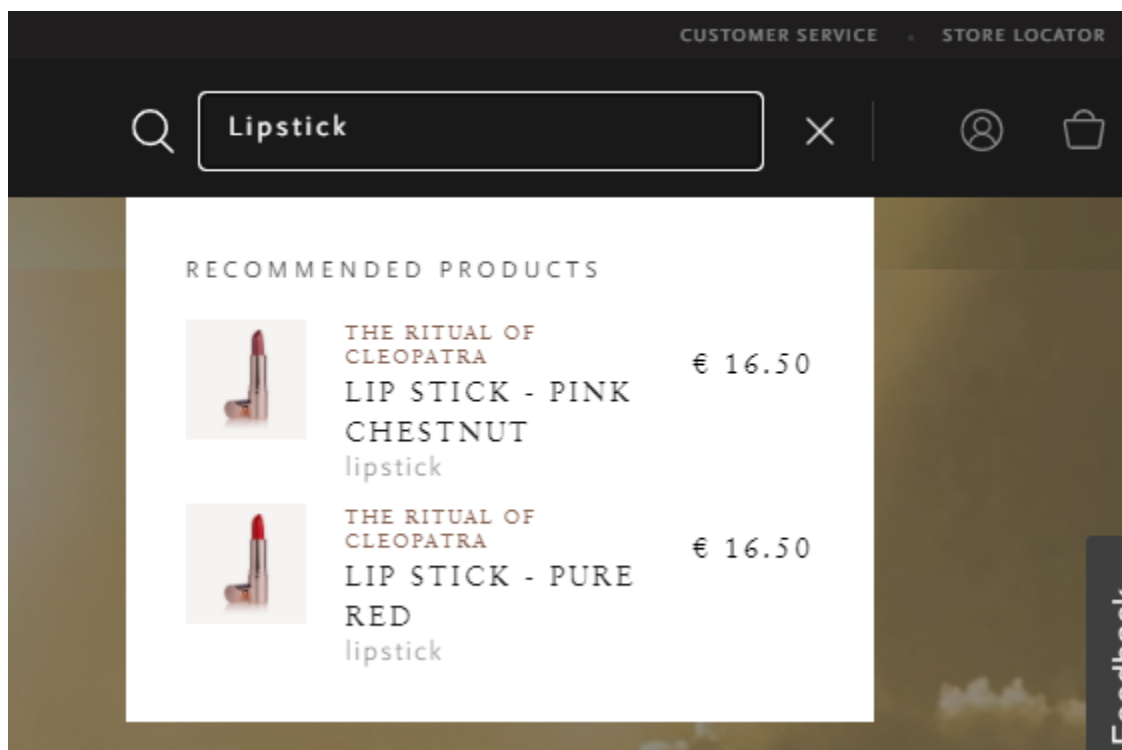 CUSTOMER SERVICE STORE LOCATOR
Lipstick
RECOMMENDED PRODUCTS
THE RITUAL OF
CLEOPATRA
€ 16.50
LIP STICK - PINK
CHESTNUT
lipstick
THE RITUAL OF
CLEOPATRA
€ 16.50
LIP STICK - PURE
RED
lipstick
Feedback